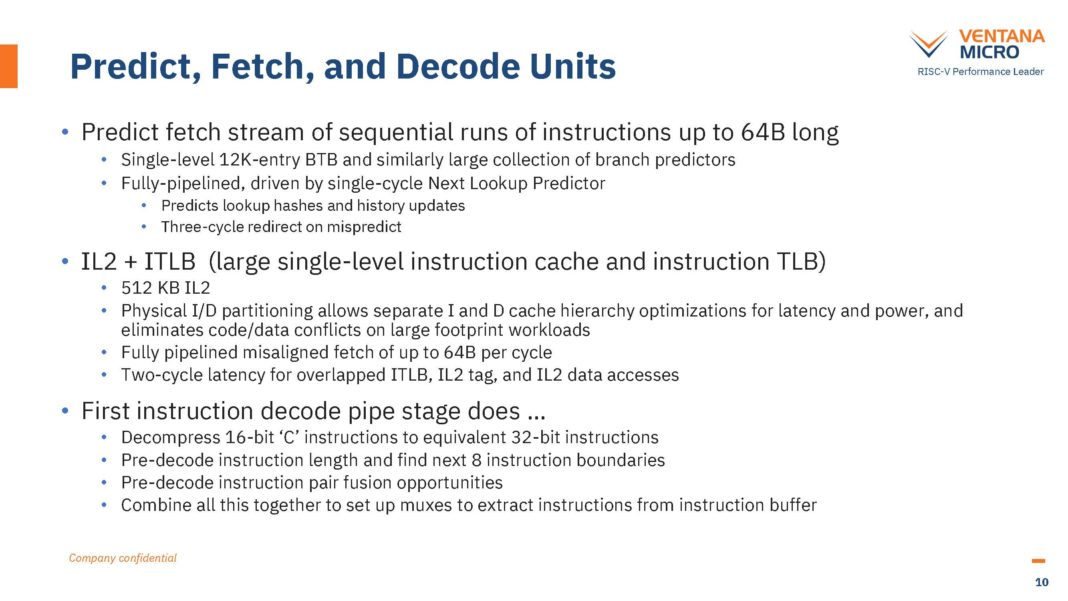 VENTANA
MICRO
RISC-V Performance Leader
Predict, Fetch, and Decode Units
• Predict fetch stream of sequential runs of instructions up to 64B long
• Single-level 12K-entry BTB and similarly large collection of branch predictors
• Fully-pipelined, driven by single-cycle Next Lookup Predictor
• Predicts lookup hashes and history updates
• Three-cycle redirect on mispredict
• IL2 + ITLB (large single-level instruction cache and instruction TLB)
• 512 KB IL2
• Physical I/D partitioning allows separate I and D cache hierarchy optimizations for latency and power, and
eliminates code/data conflicts on large footprint workloads
• Fully pipelined misaligned fetch of up to 64B per cycle
• Two-cycle latency for overlapped ITLB, IL2 tag, and IL2 data accesses
• First instruction decode pipe stage does ...
• Decompress 16-bit ‘C’ instructions to equivalent 32-bit instructions
• Pre-decode instruction length and find next 8 instruction boundaries
• Pre-decode instruction pair fusion opportunities
• Combine all this together to set up muxes to extract instructions from instruction buffer
Company confidential
10